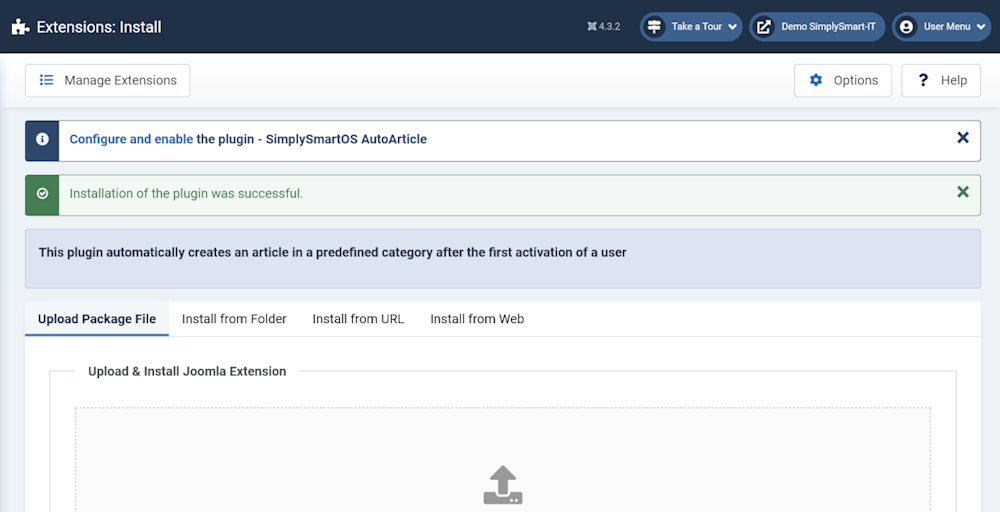 Extensions: Install
4.3.2
Take a Tour
Demo SimplySmart-IT
User Menu
Manage Extensions
Options
? Help
Configure and enable the plugin - SimplySmartOS AutoArticle
Installation of the plugin was successful.
This plugin automatically creates an article in a predefined category after the first activation of a user
Upload Package File
Install from Folder
Install from URL
Install from Web
Upload & Install Joomla Extension